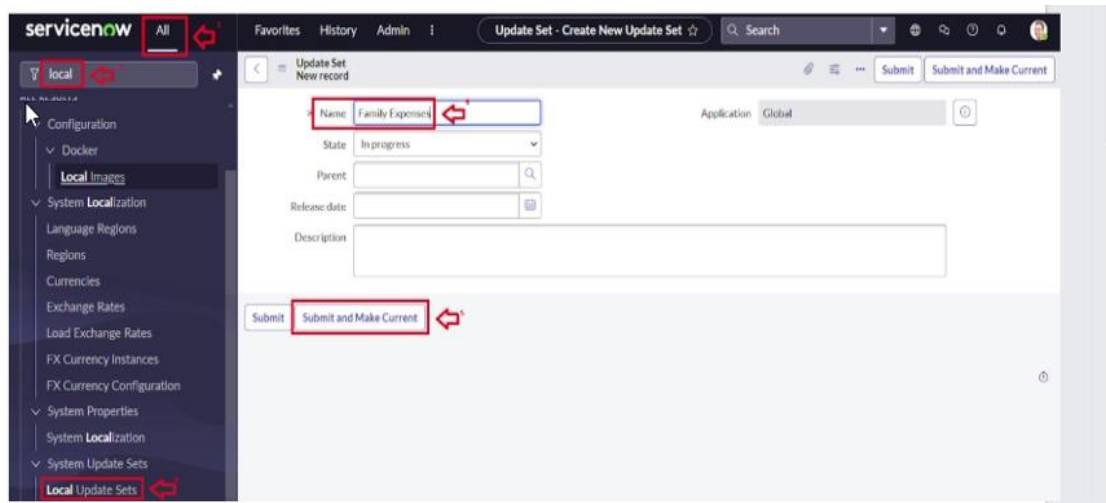 servicenow All Favorites History Admin Update Set - Create New Update Set Search
local
Update Set
New record
Submit Submit and Make Current
Configuration
Docker
Local Images
System Localization
Language Regions
Regions
Currencies
Exchange Rates
Load Exchange Rates
FX Currency Instances
FX Currency Configuration
System Properties
System Localization
System Update Sets
Local Update Sets
Name Family Expenses
Application Global
State In progress
Parent
Release date
Description
Submit Submit and Make Current